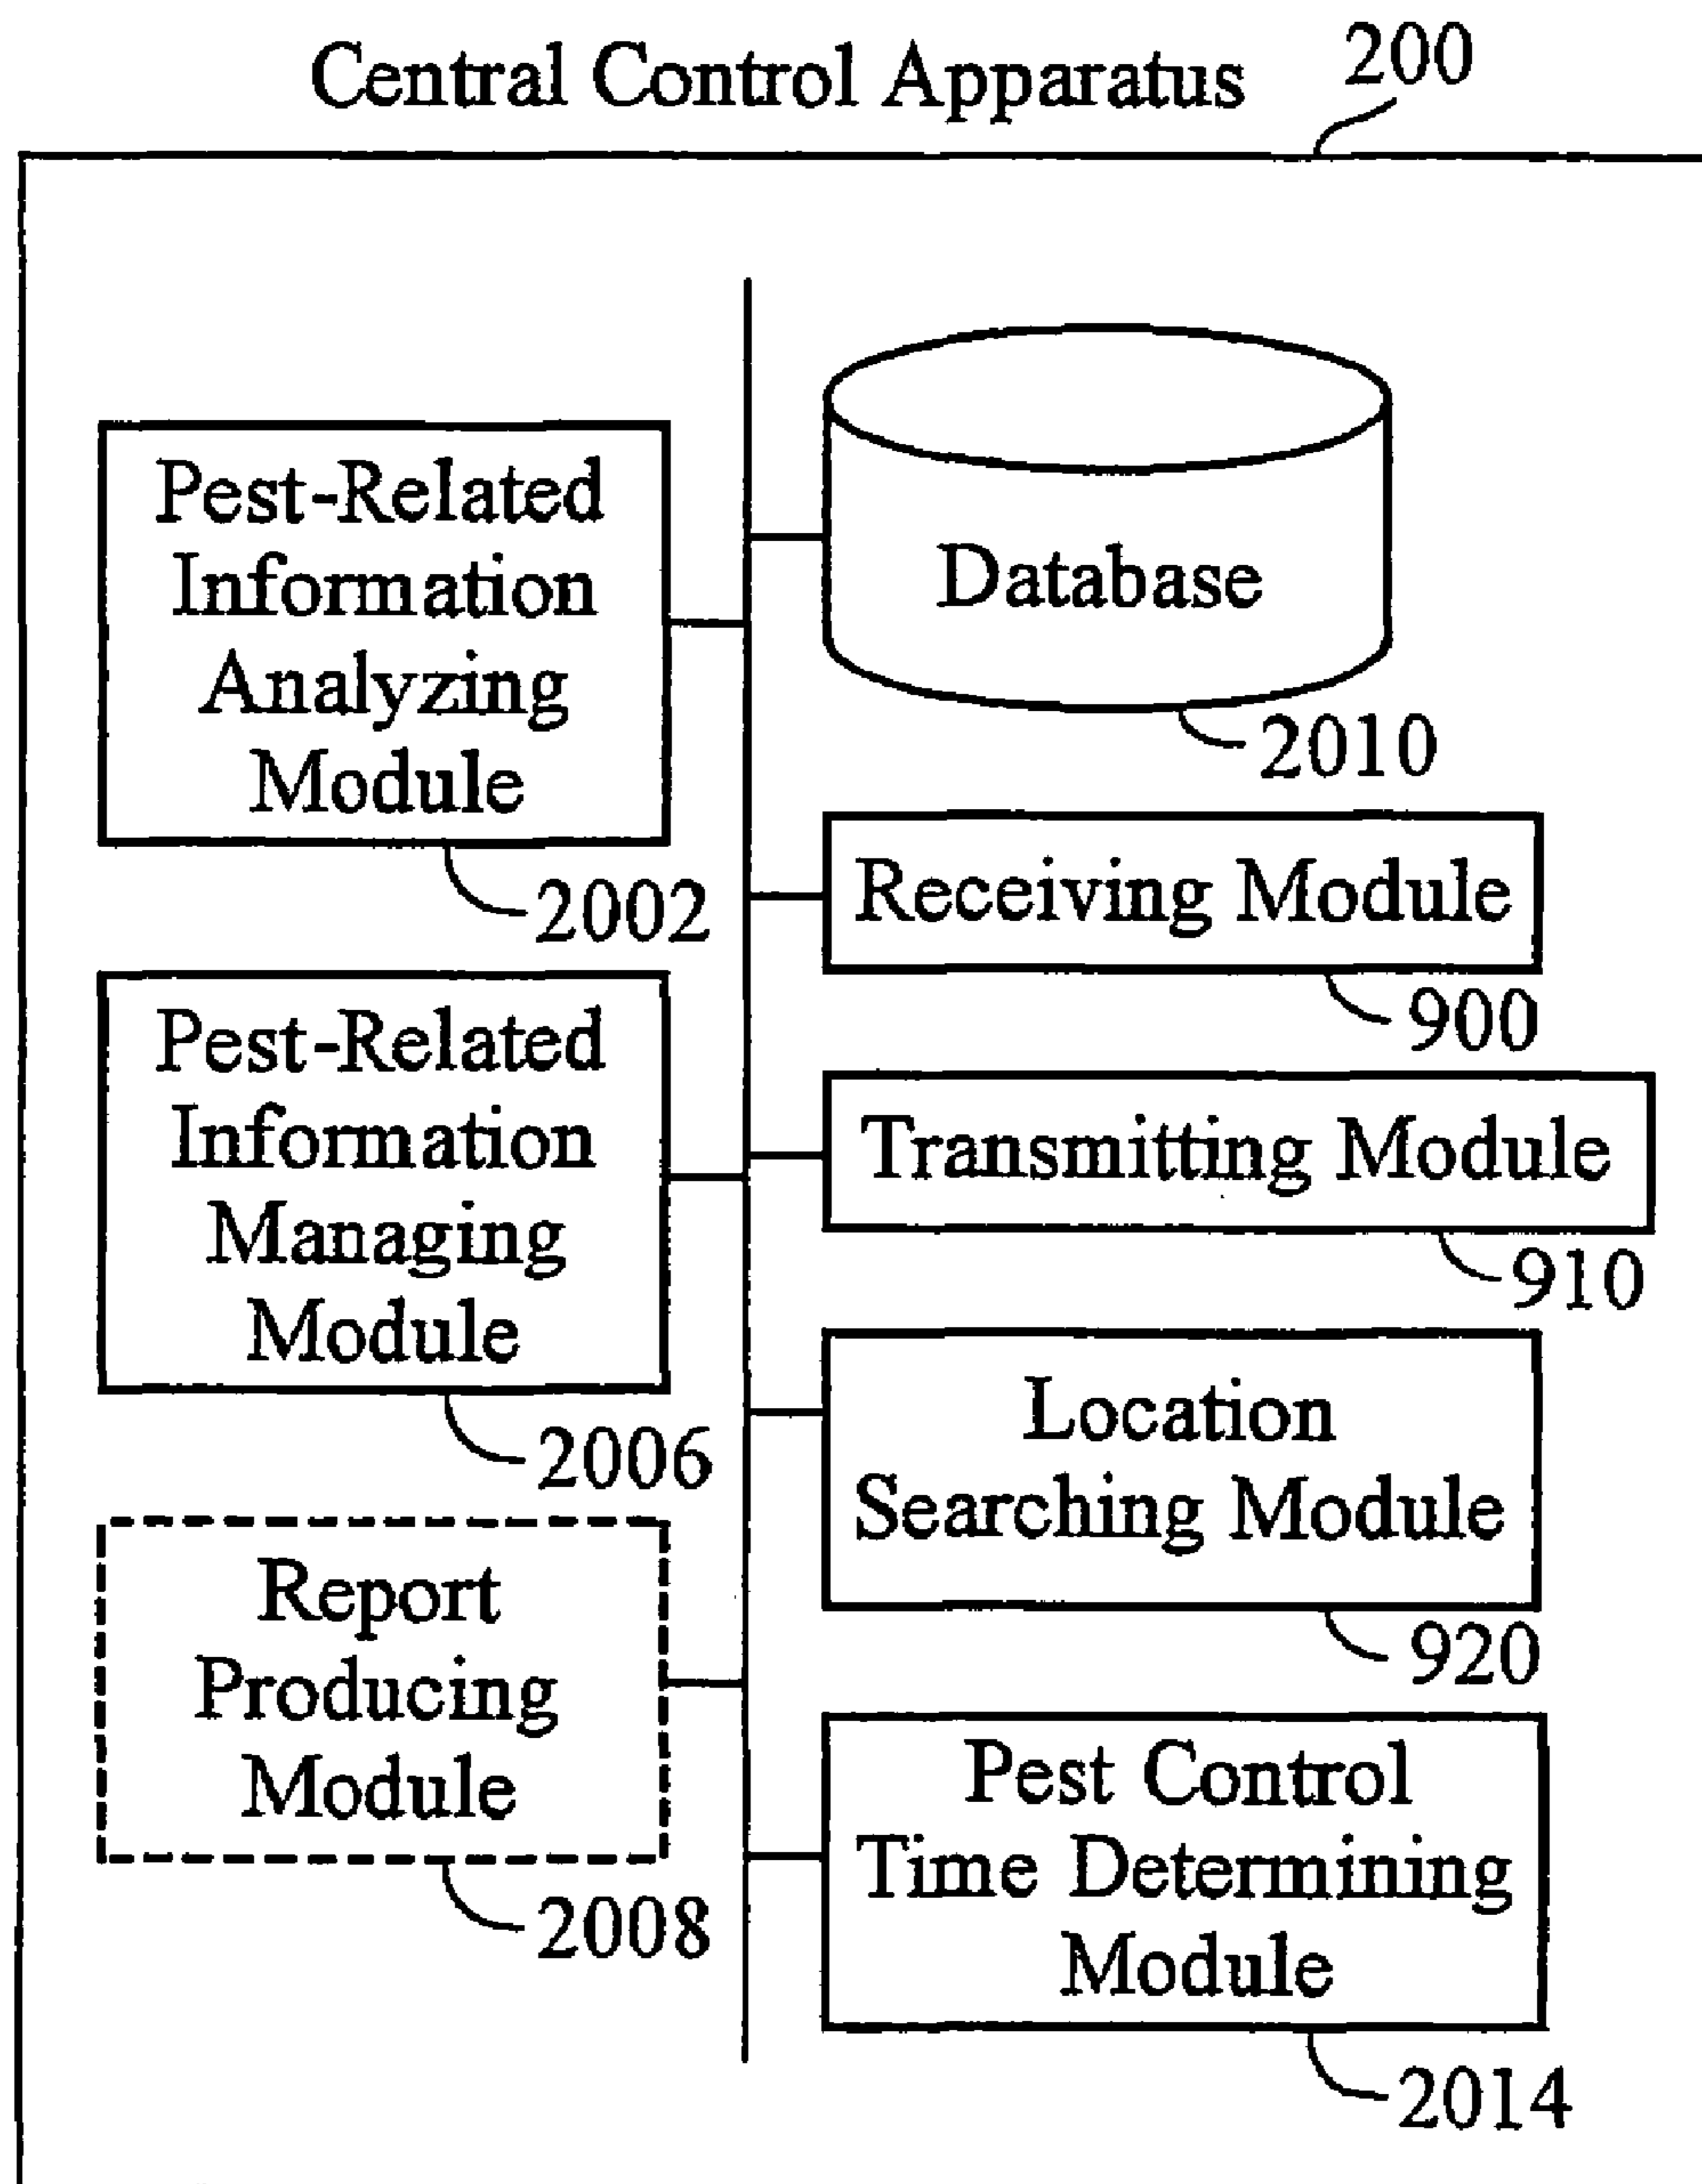 Central Control Apparatus
200
Pest-Related
Information
Analyzing
Module
2002
Pest-Related
Information
Managing
Module
2006
Report
Producing
Module
2008
Database
2010
Receiving Module
900
Transmitting Module
910
Location
Searching Module
920
Pest Control
Time Determining
Module
2014